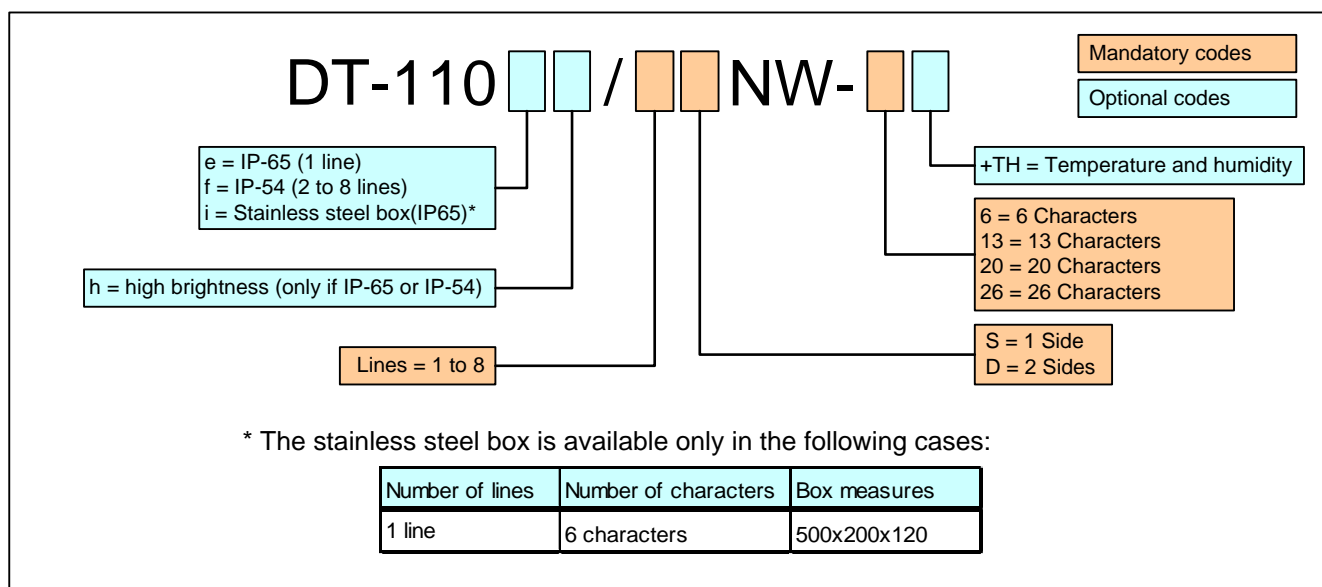 DT-110 / NW-
Mandatory codes
Optional codes
e = IP-65 (1 line)
f = IP-54 (2 to 8 lines)
i = Stainless steel box(IP65)*
+TH = Temperature and humidity
6 = 6 Characters
13 = 13 Characters
20 = 20 Characters
26 = 26 Characters
h = high brightness (only if IP-65 or IP-54)
Lines = 1 to 8
S = 1 Side
D = 2 Sides
* The stainless steel box is available only in the following cases:
Number of lines Number of characters Box measures
1 line 6 characters 500x200x120